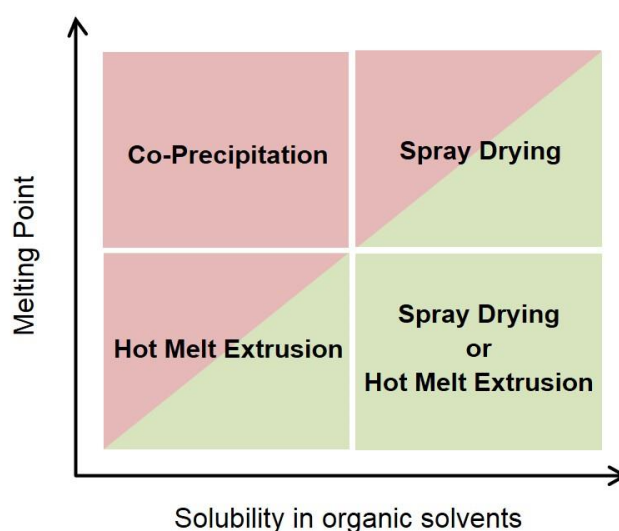 Melting Point
Co-Precipitation
Spray Drying
Hot Melt Extrusion
Spray Drying
or
Hot Melt Extrusion
Solubility in organic solvents